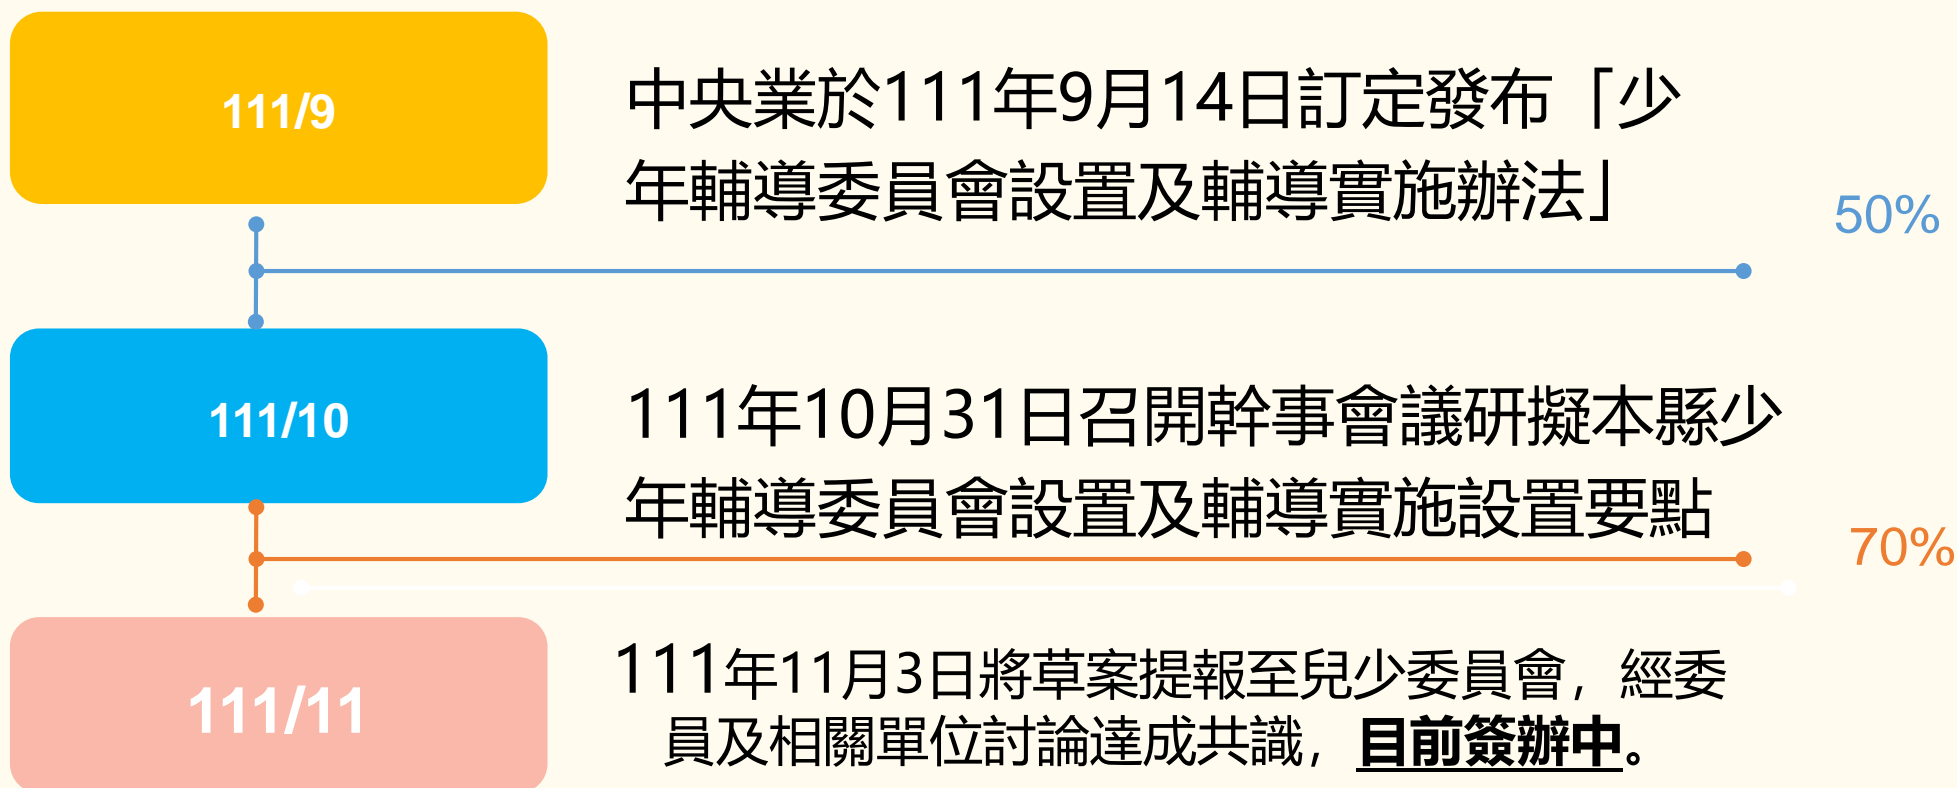 111/9
中央業於111年9月14日訂定發布「少
年輔導委員會設置及輔導實施辦法」
50%
111/10
111年10月31日召開幹事會議研擬本縣少
年輔導委員會設置及輔導實施設置要點
70%
111/11
111年11月3日將草案提報至兒少委員會，經委
員及相關單位討論達成共識，目前簽辦中。